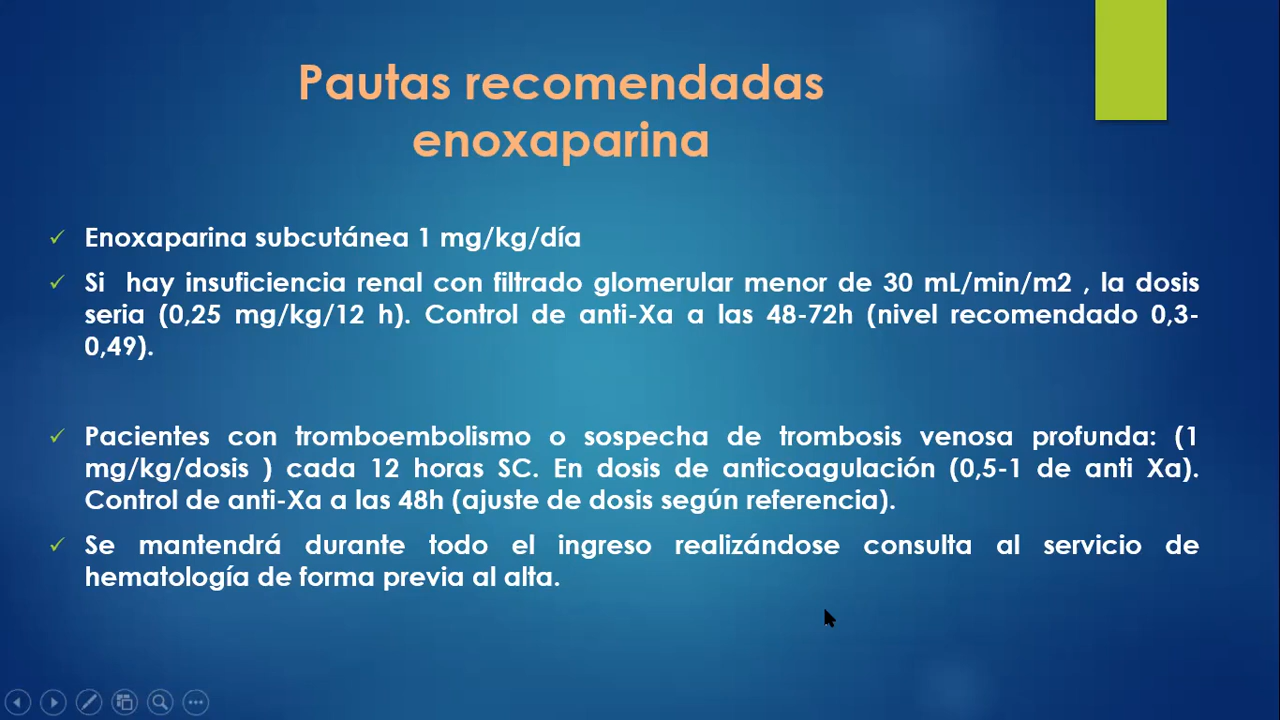 Pautas recomendadas
enoxaparina
Enoxaparina subcutánea 1 mg/kg/día
Si hay insuficiencia renal con filtrado glomerular menor de 30 mL/min/m2 , la dosis
seria (0,25 mg/kg/12 h). Control de anti-Xa a las 48-72h (nivel recomendado 0,3-
0,49).
Pacientes con tromboembolismo o sospecha de trombosis venosa profunda: (1
mg/kg/dosis ) cada 12 horas SC. En dosis de anticoagulación (0,5-1 de anti Xa).
Control de anti-Xa a las 48h (ajuste de dosis según referencia).
Se mantendrá durante todo el ingreso realizándose consulta al servicio de
hematología de forma previa al alta.